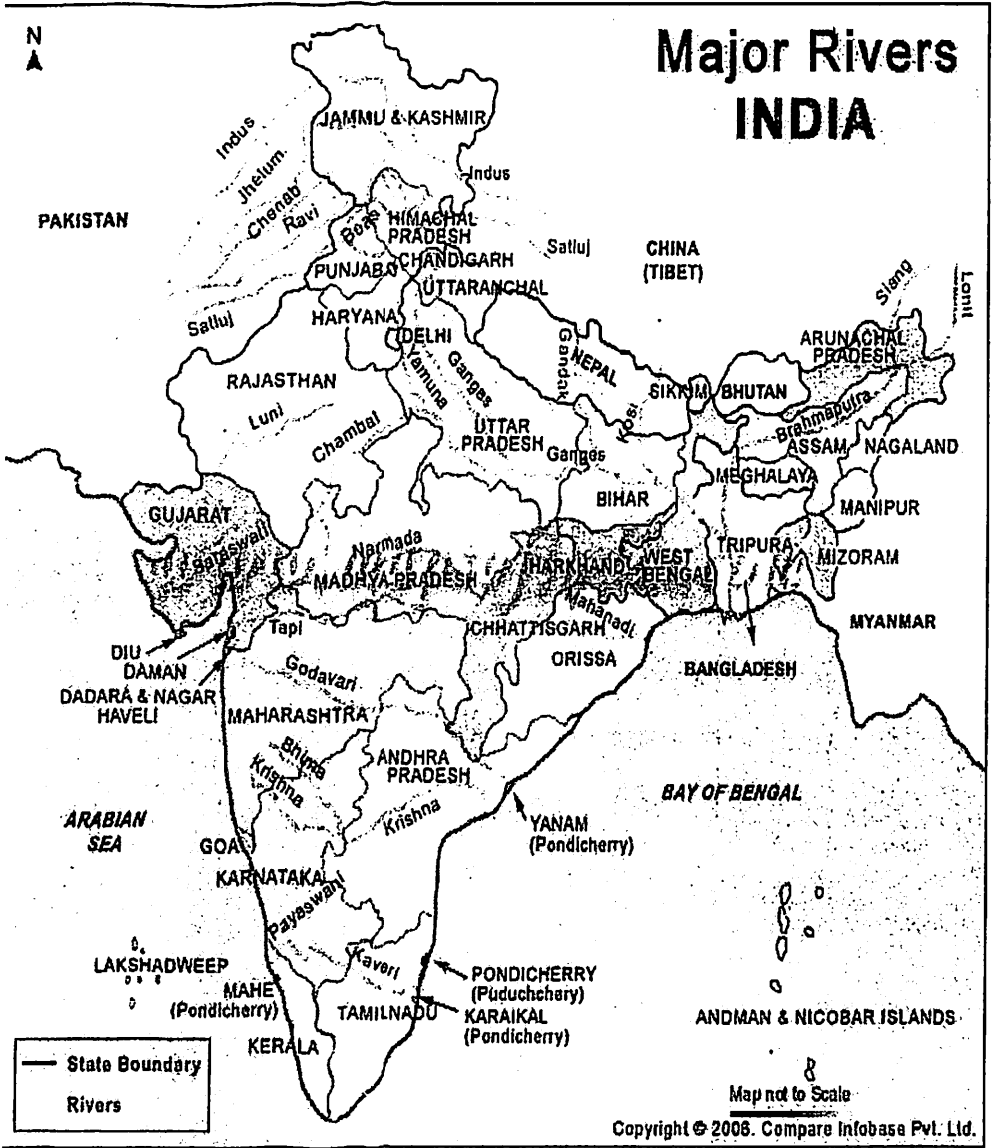 N
Major Rivers
INDIA
JAMMU & KASHMIR
Indus
Jhelum
Chenab
Ravi
Indus
PAKISTAN
Beas
HIMACHAL
PRADESH
Satluj
CHINA
(TIBET)
PUNJAB
CHANDIGARH
UTTARANCHAL
Siang
Lohit
Satluj
HARYANA
DELHI
Gandak
NEPAL
ARUNACHAL
PRADESH
RAJASTHAN
Yamuna
Ganges
SIKKIM
BHUTAN
Luni
Chambal
UTTAR
PRADESH
Kosi
Brahmaputra
ASSAM
NAGALAND
Ganges
MEGHALAYA
BIHAR
MANIPUR
GUJARAT
Saraswati
Narmada
MADHYA PRADESH
JHARKHAND
WEST
BENGAL
TRIPURA
MIZORAM
Tapi
CHHATTISGARH
Mahanadi
ORISSA
MYANMAR
BANGLADESH
DIU
DAMAN
DADARA & NAGAR
HAVELI
Godavari
MAHARASHTRA
ANDHRA
PRADESH
Bhima
Krishna
Krishna
ARABIAN
SEA
BAY OF BENGAL
YANAM
(Pondicherry)
GOA
KARNATAKA
Payaswani
Kaveri
LAKSHADWEEP
MAHE
(Pondicherry)
PONDICHERRY
(Puduchchery)
KARAIKAL
(Pondicherry)
TAMILNADU
KERALA
ANDMAN & NICOBAR ISLANDS
State Boundary
Rivers
Map not to Scale
Copyright © 2006. Compare Infobase Pvt. Ltd.